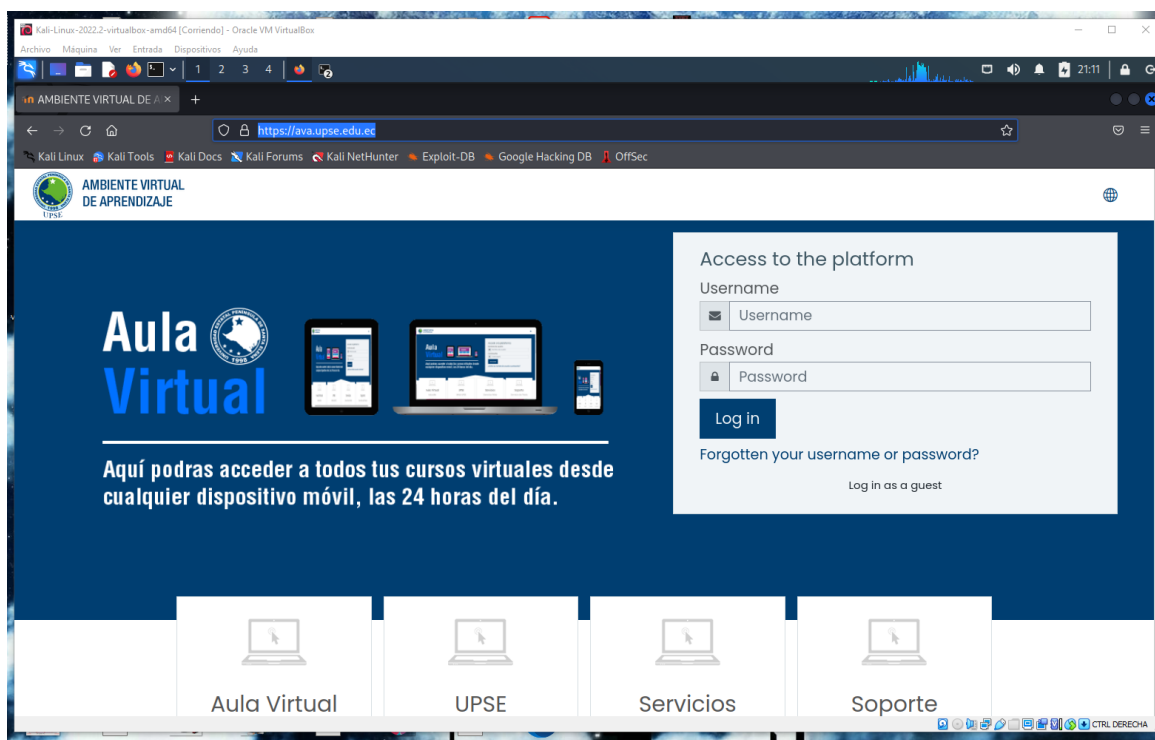 Kali-Linux-2022.2-virtualbox-amd64 [Corriendo] - Oracle VM VirtualBox
Archivo Máquina Ver Entrada Dispositivos Ayuda
1 2 3 4 21:11
AMBIENTE VIRTUAL DE A
https://ava.upse.edu.ec
Kali Linux Kali Tools Kali Docs Kali Forums Kali NetHunter Exploit-DB Google Hacking DB OffSec
AMBIENTE VIRTUAL
DE APRENDIZAJE
UPSE
Access to the platform
Username
Username
Password
Password
Log in
Forgotten your username or password?
Log in as a guest
Aula
Virtual
Aquí podras acceder a todos tus cursos virtuales desde
cualquier dispositivo móvil, las 24 horas del día.
Aula Virtual UPSE Servicios Soporte
CTRL DERECHA